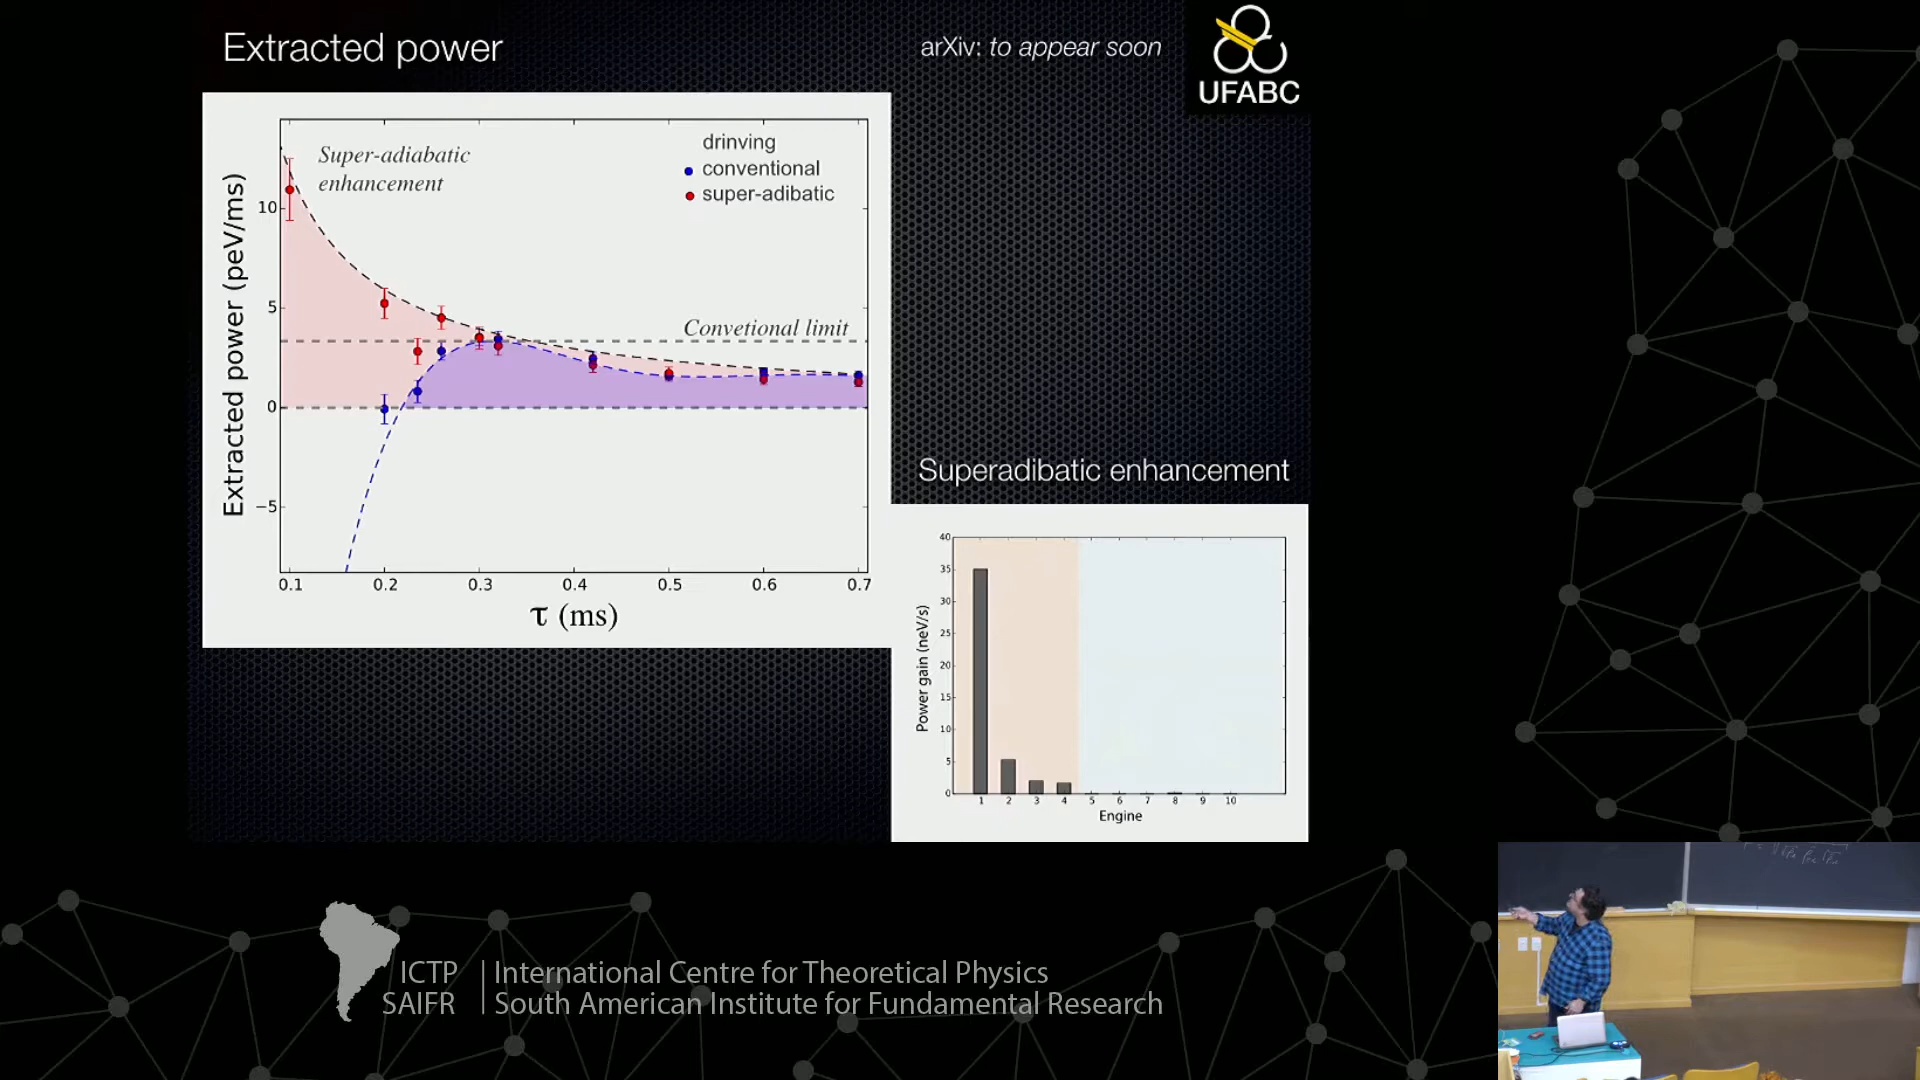 Extracted power
arXiv: to appear soon
UFABC
Super-adiabatic
enhancement
drinving
conventional
super-adibatic
Convetional limit
Extracted power (peV/ms)
10
5
0
−5
0.1 0.2 0.3 0.4 0.5 0.6 0.7
τ (ms)
Superadibatic enhancement
Power gain (neV/s)
40
35
30
25
20
15
10
5
0
1 2 3 4 5 6 7 8 9 10
Engine
ICTP
SAIFR
International Centre for Theoretical Physics
South American Institute for Fundamental Research